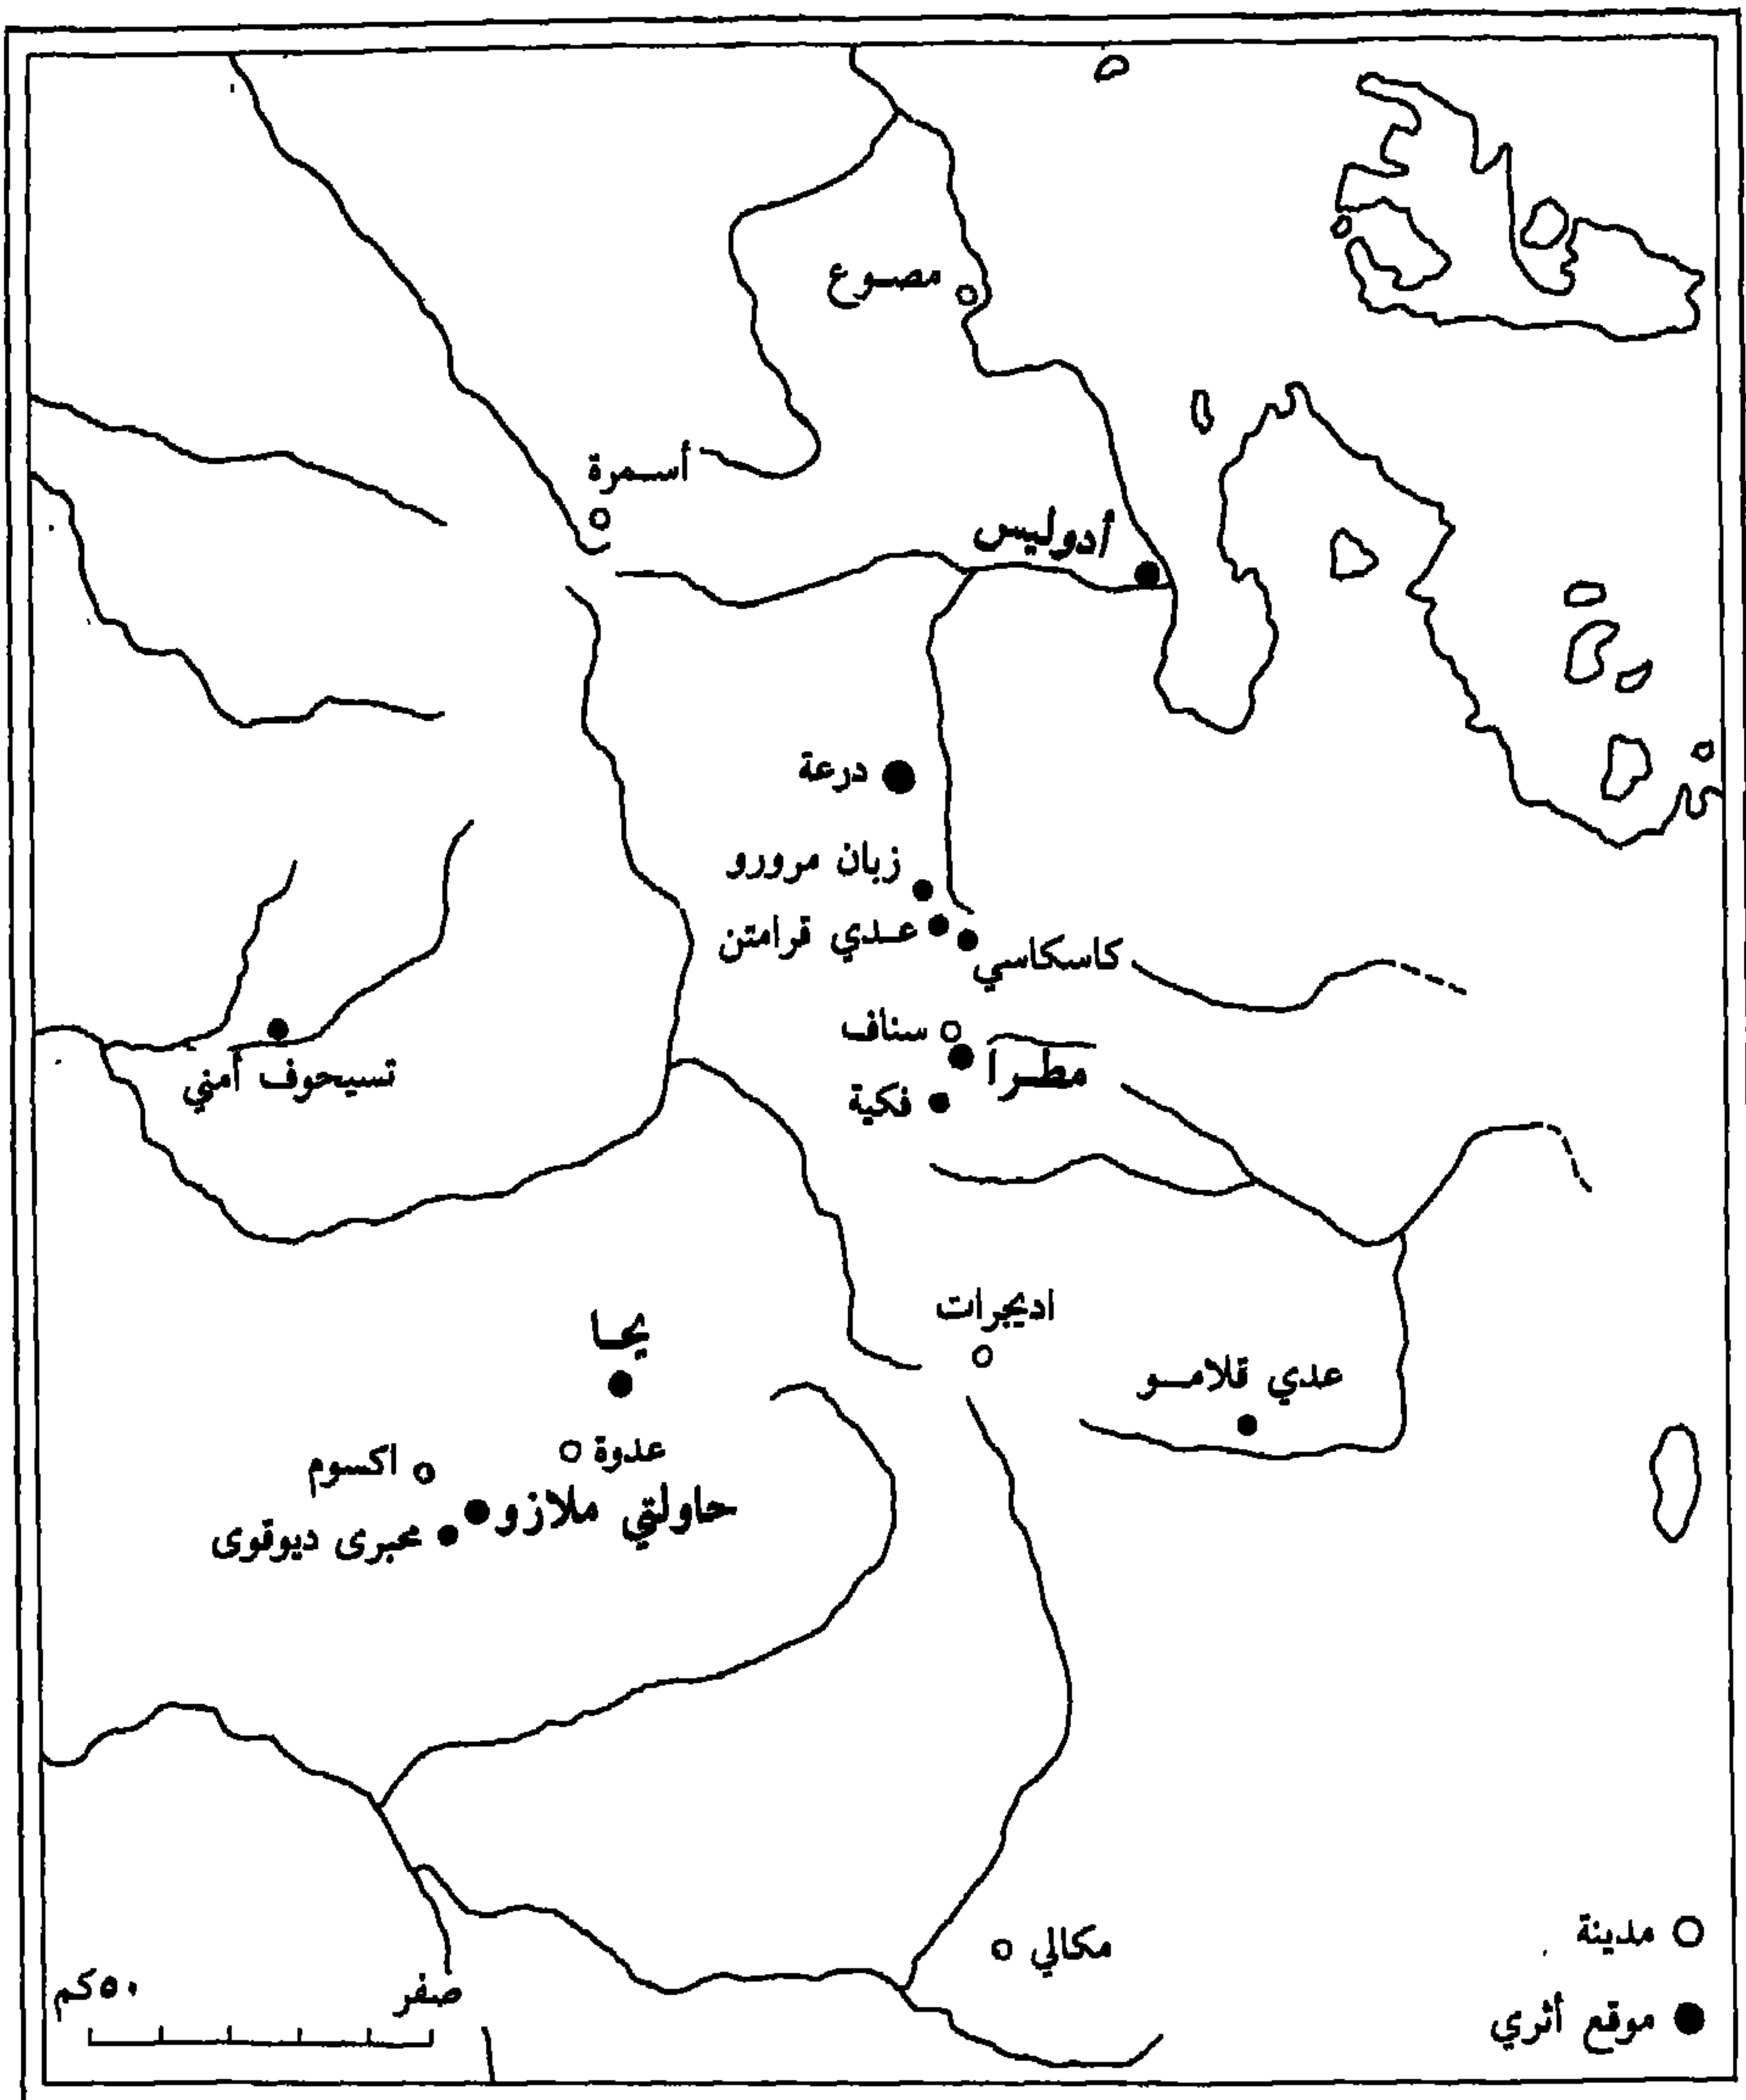 مصوع
أسمرة
أدوليس
درعة
زبان مرورو
عدي قرامتن
كاسكاسي
سناف
مطرا
تسيحوف أمني
فكية
اديجرات
يحا
عدي قلامو
عدوة
اكسوم
حاولتي ملازو
محبرى ديوقوى
مدينة
مكالي
٥٠كم
صفر
موقع أثري